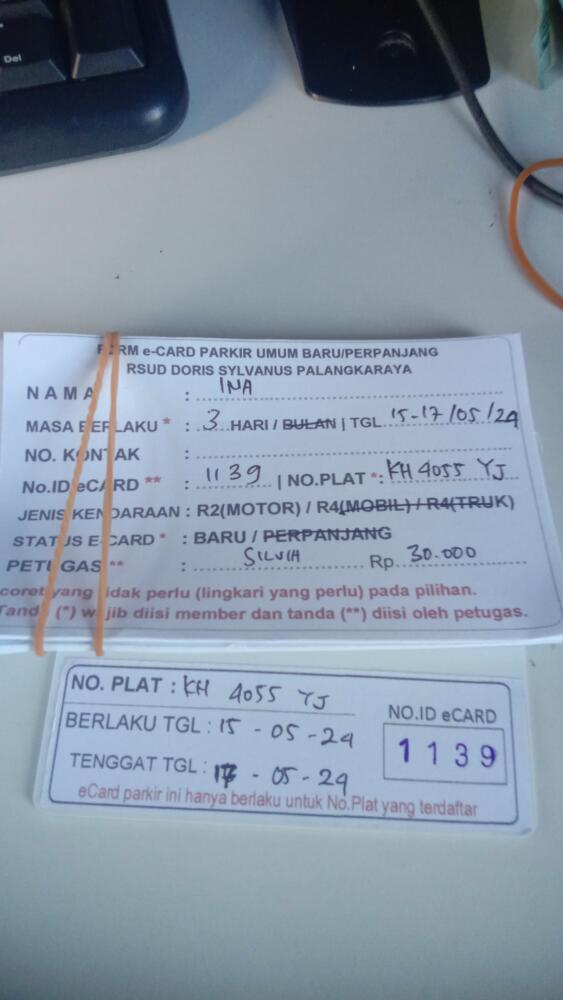 Del
FORM e-CARD PARKIR UMUM BARU/PERPANJANG
RSUD DORIS SYLVANUS PALANGKARAYA
NAMA : INA
MASA BERLAKU * : 3 HARI / BULAN | TGL 15-17/05/24
NO. KONTAK :
No.ID eCARD ** : 1139 | NO.PLAT *: KH 4055 YJ
JENIS KENDARAAN : R2(MOTOR) / R4(MOBIL) / R4(TRUK)
STATUS E-CARD * : BARU / PERPANJANG
PETUGAS ** : SILVIA Rp 30.000
coret yang tidak perlu (lingkari yang perlu) pada pilihan.
Tanda (*) wajib diisi member dan tanda (**) diisi oleh petugas.
NO. PLAT : KH 4055 YJ
BERLAKU TGL : 15 - 05 - 24
NO.ID eCARD
1139
TENGGAT TGL : 17 - 05 - 24
eCard parkir ini hanya berlaku untuk No.Plat yang terdaftar